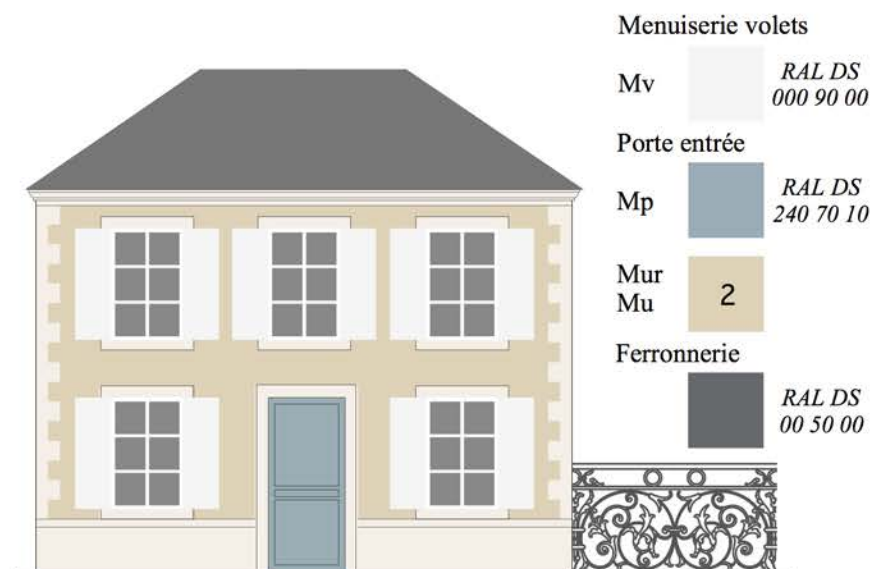 Menuiserie volets
Mv
RAL DS
000 90 00
Porte entrée
Mp
RAL DS
240 70 10
Mur
Mu
2
Ferronnerie
RAL DS
00 50 00